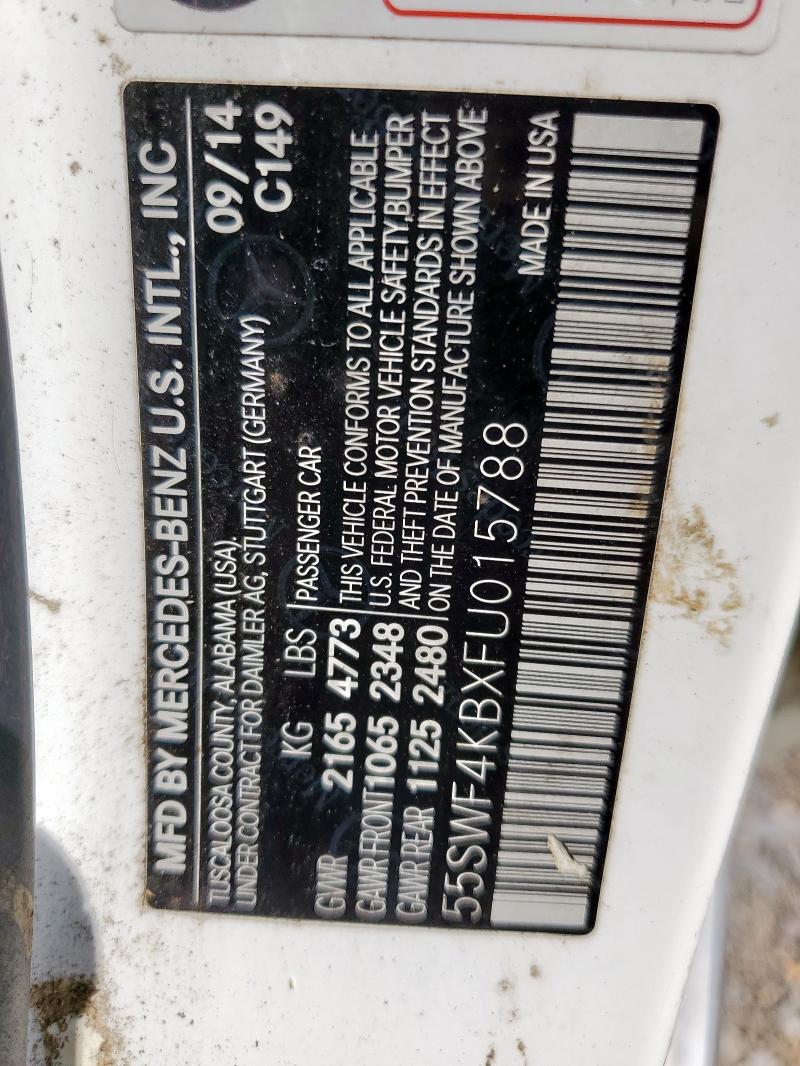 MFD BY MERCEDES-BENZ U.S. INTL., INC
TUSCALOOSA COUNTY, ALABAMA (USA),
UNDER CONTRACT FOR DAIMLER AG, STUTTGART (GERMANY)
09/14
C149
KG LBS
GVWR 2165 4773
GAWR FRONT 1065 2348
GAWR REAR 1125 2480
PASSENGER CAR
THIS VEHICLE CONFORMS TO ALL APPLICABLE
U.S. FEDERAL MOTOR VEHICLE SAFETY,BUMPER
AND THEFT PREVENTION STANDARDS IN EFFECT
ON THE DATE OF MANUFACTURE SHOWN ABOVE
55SWF4KBXFU015788
MADE IN USA